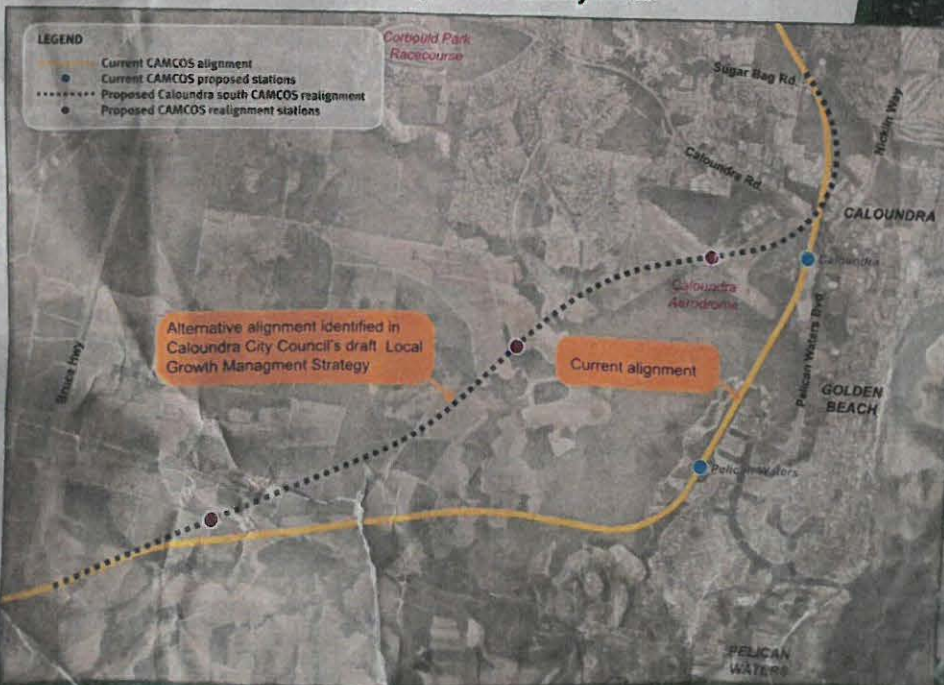 LEGEND
Current CAMCOS alignment
Current CAMCOS proposed stations
Proposed Caloundra south CAMCOS realignment
Proposed CAMCOS realignment stations
Corbould Park
Racecourse
Sugar Bag Rd.
Nicklin Way
Caloundra Rd.
CALOUNDRA
Caloundra
Caloundra
Aerodrome
Alternative alignment identified in
Caloundra City Council's draft Local
Growth Managment Strategy
Current alignment
Bruce Hwy
Pelican Waters Blvd
GOLDEN
BEACH
Pelican Waters
PELICAN
WATERS